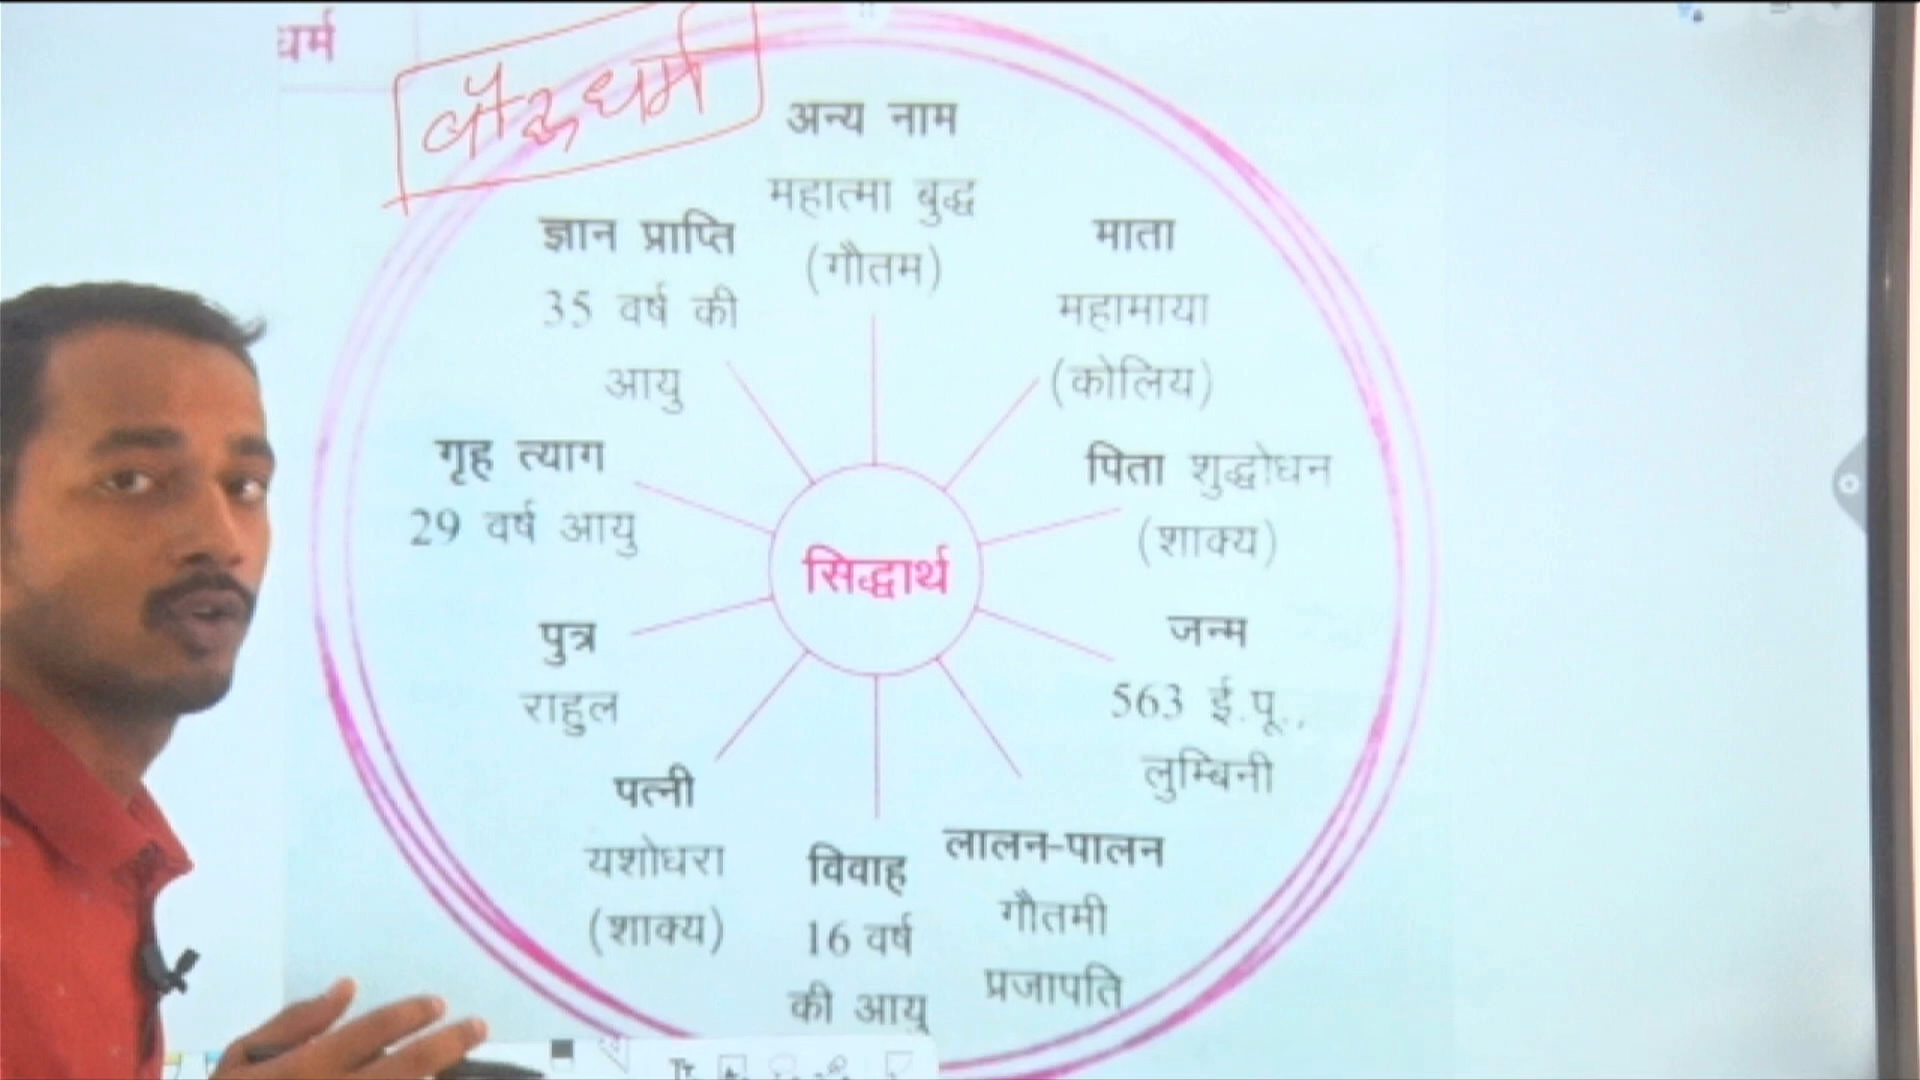 धर्म
बौद्ध धर्म
अन्य नाम
महात्मा बुद्ध
(गौतम)
माता
महामाया
(कोलिय)
पिता शुद्धोधन
(शाक्य)
जन्म
563 ई.पू.,
लुम्बिनी
लालन-पालन
गौतमी
प्रजापति
विवाह
16 वर्ष
की आयु
पत्नी
यशोधरा
(शाक्य)
पुत्र
राहुल
गृह त्याग
29 वर्ष आयु
ज्ञान प्राप्ति
35 वर्ष की
आयु
सिद्धार्थ